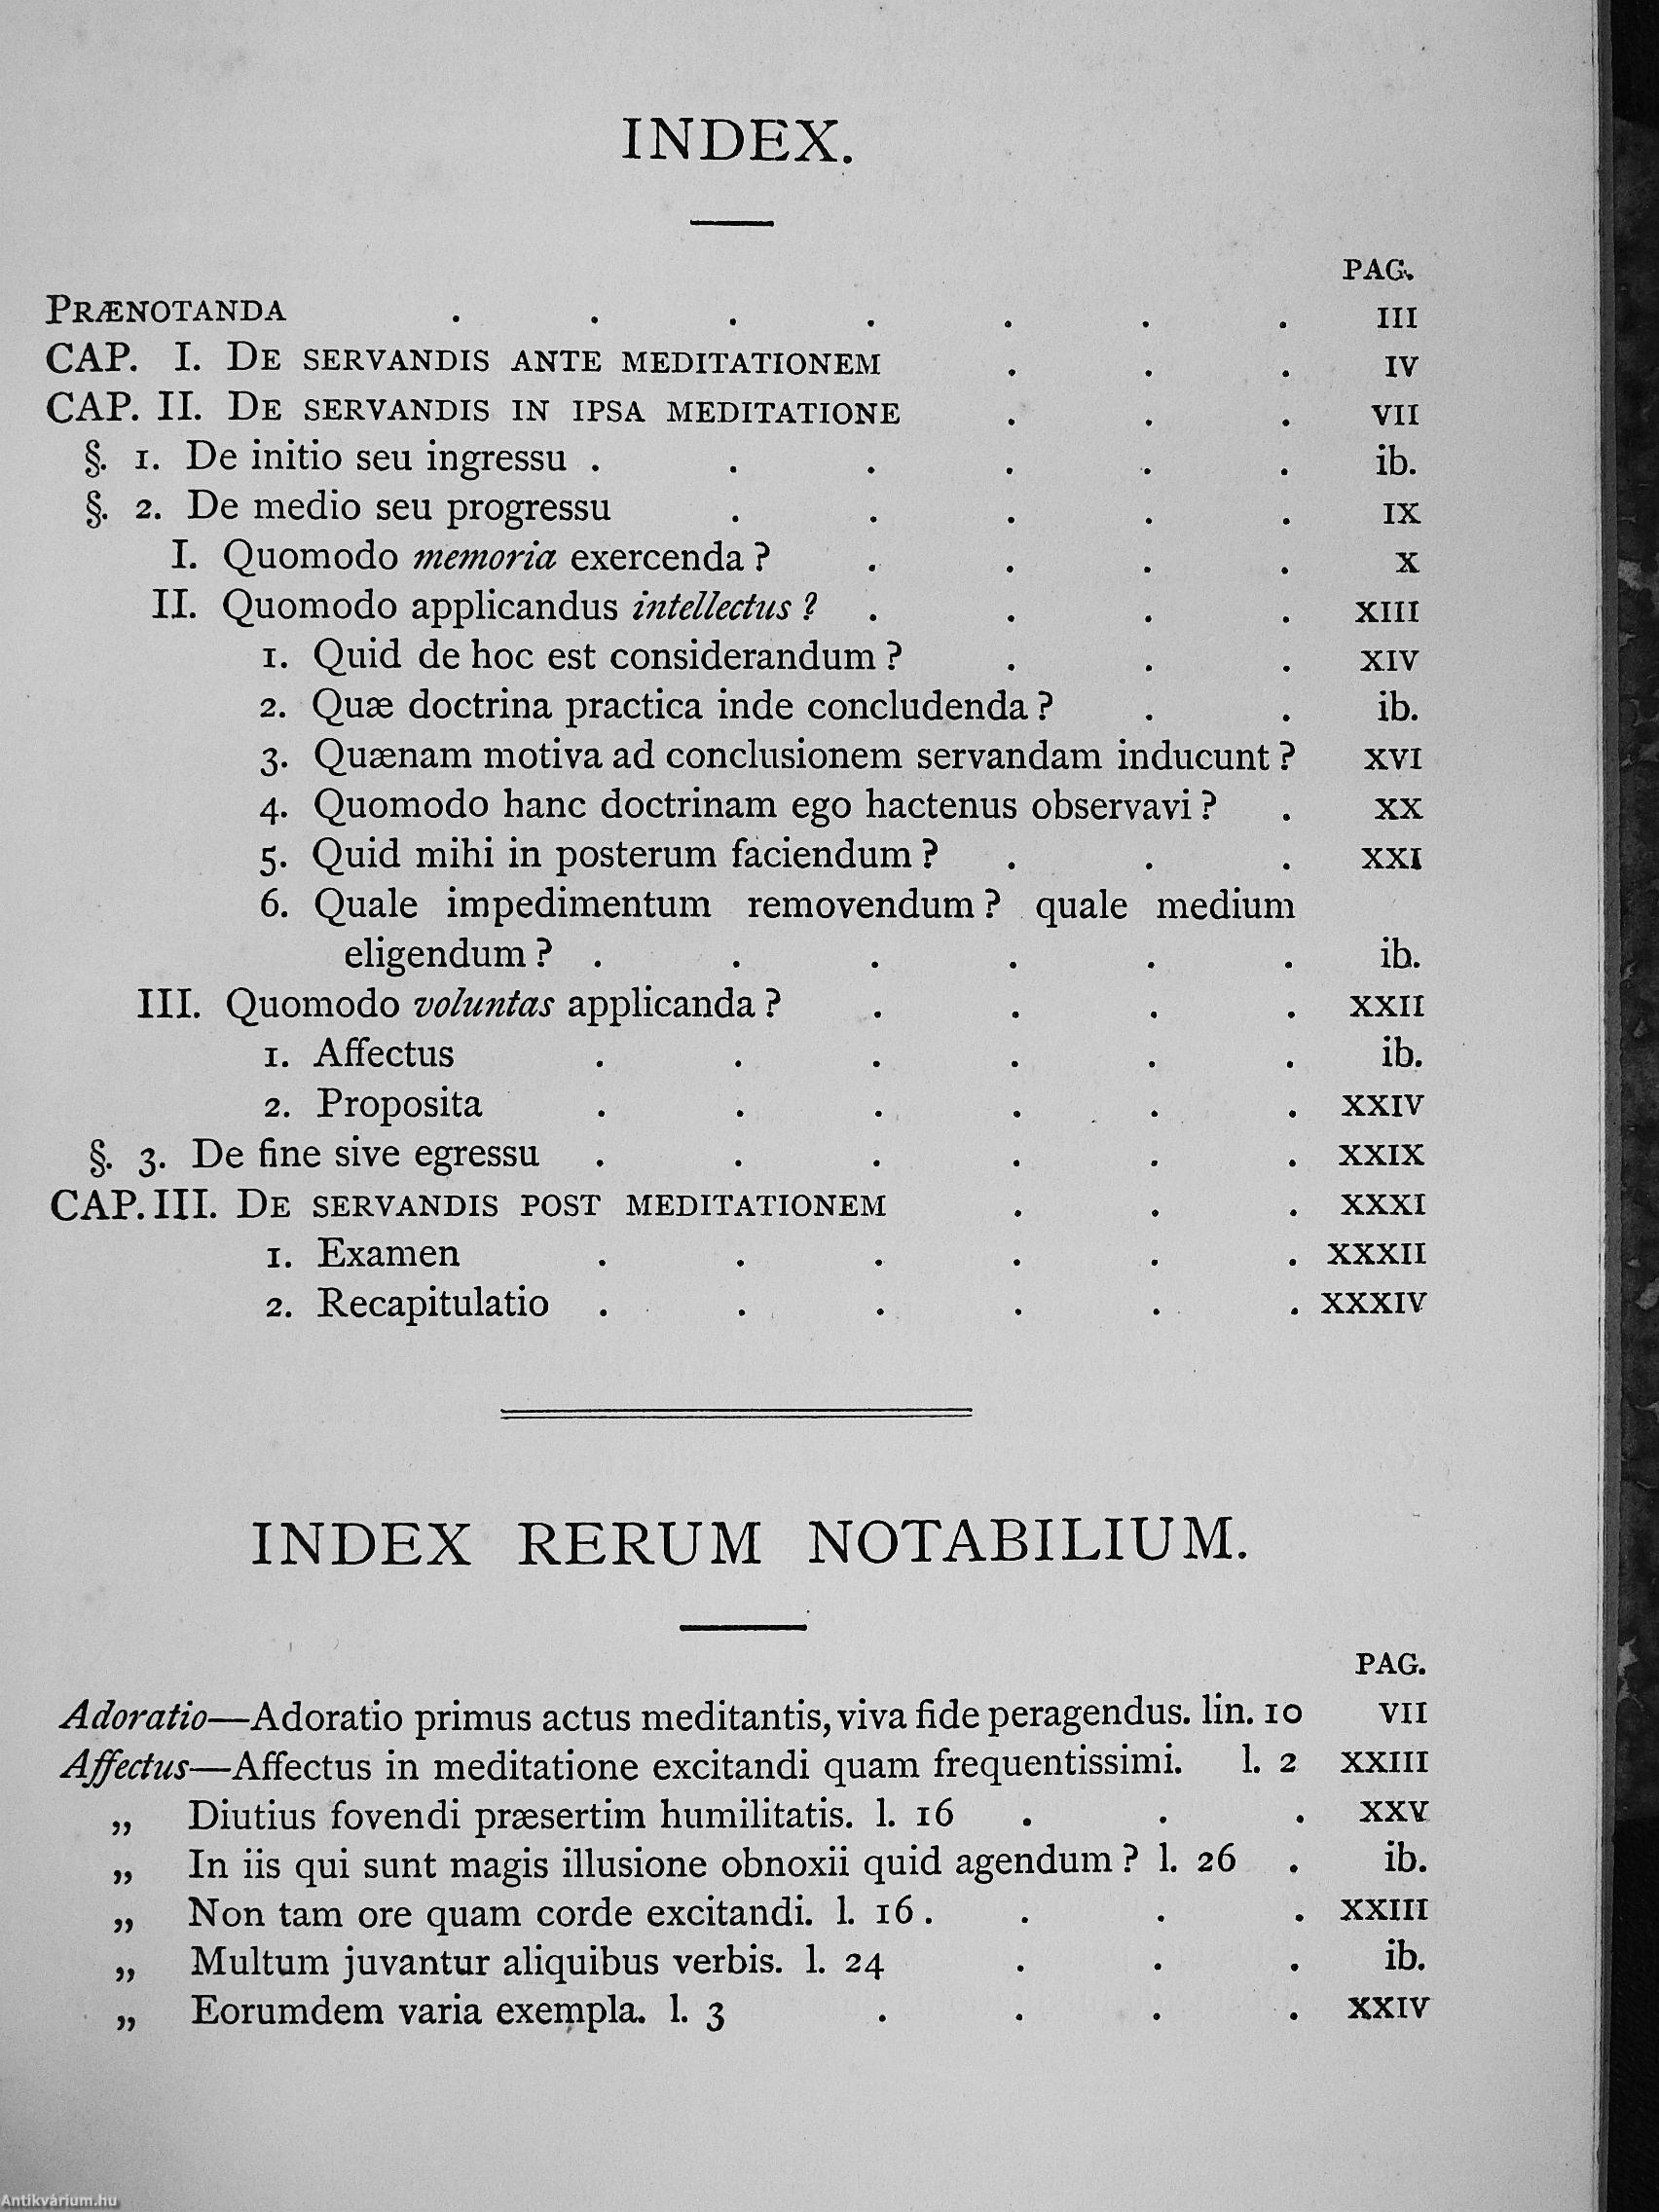 INDEX.
PAG.
PRÆNOTANDA . . . . . . . III
CAP. I. DE SERVANDIS ANTE MEDITATIONEM . . . IV
CAP. II. DE SERVANDIS IN IPSA MEDITATIONE . . . VII
§. 1. De initio seu ingressu . . . . . . ib.
§. 2. De medio seu progressu . . . . . IX
I. Quomodo memoria exercenda ? . . . . X
II. Quomodo applicandus intellectus ? . . . . XIII
1. Quid de hoc est considerandum ? . . . XIV
2. Quæ doctrina practica inde concludenda ? . . ib.
3. Quænam motiva ad conclusionem servandam inducunt ? XVI
4. Quomodo hanc doctrinam ego hactenus observavi ? . XX
5. Quid mihi in posterum faciendum ? . . . XXI
6. Quale impedimentum removendum ? quale medium
eligendum ? . . . . . . ib.
III. Quomodo voluntas applicanda ? . . . . XXII
1. Affectus . . . . . . ib.
2. Proposita . . . . . . XXIV
§. 3. De fine sive egressu . . . . . . XXIX
CAP. III. DE SERVANDIS POST MEDITATIONEM . . . XXXI
1. Examen . . . . . . XXXII
2. Recapitulatio . . . . . . XXXIV
INDEX RERUM NOTABILIUM.
PAG.
Adoratio—Adoratio primus actus meditantis, viva fide peragendus. lin. 10 VII
Affectus—Affectus in meditatione excitandi quam frequentissimi. l. 2 XXIII
„ Diutius fovendi præsertim humilitatis. l. 16 . . . XXV
„ In iis qui sunt magis illusione obnoxii quid agendum ? l. 26 . ib.
„ Non tam ore quam corde excitandi. l. 16 . . . . XXIII
„ Multum juvantur aliquibus verbis. l. 24 . . . ib.
„ Eorumdem varia exempla. l. 3 . . . . XXIV
Antikvárium.hu